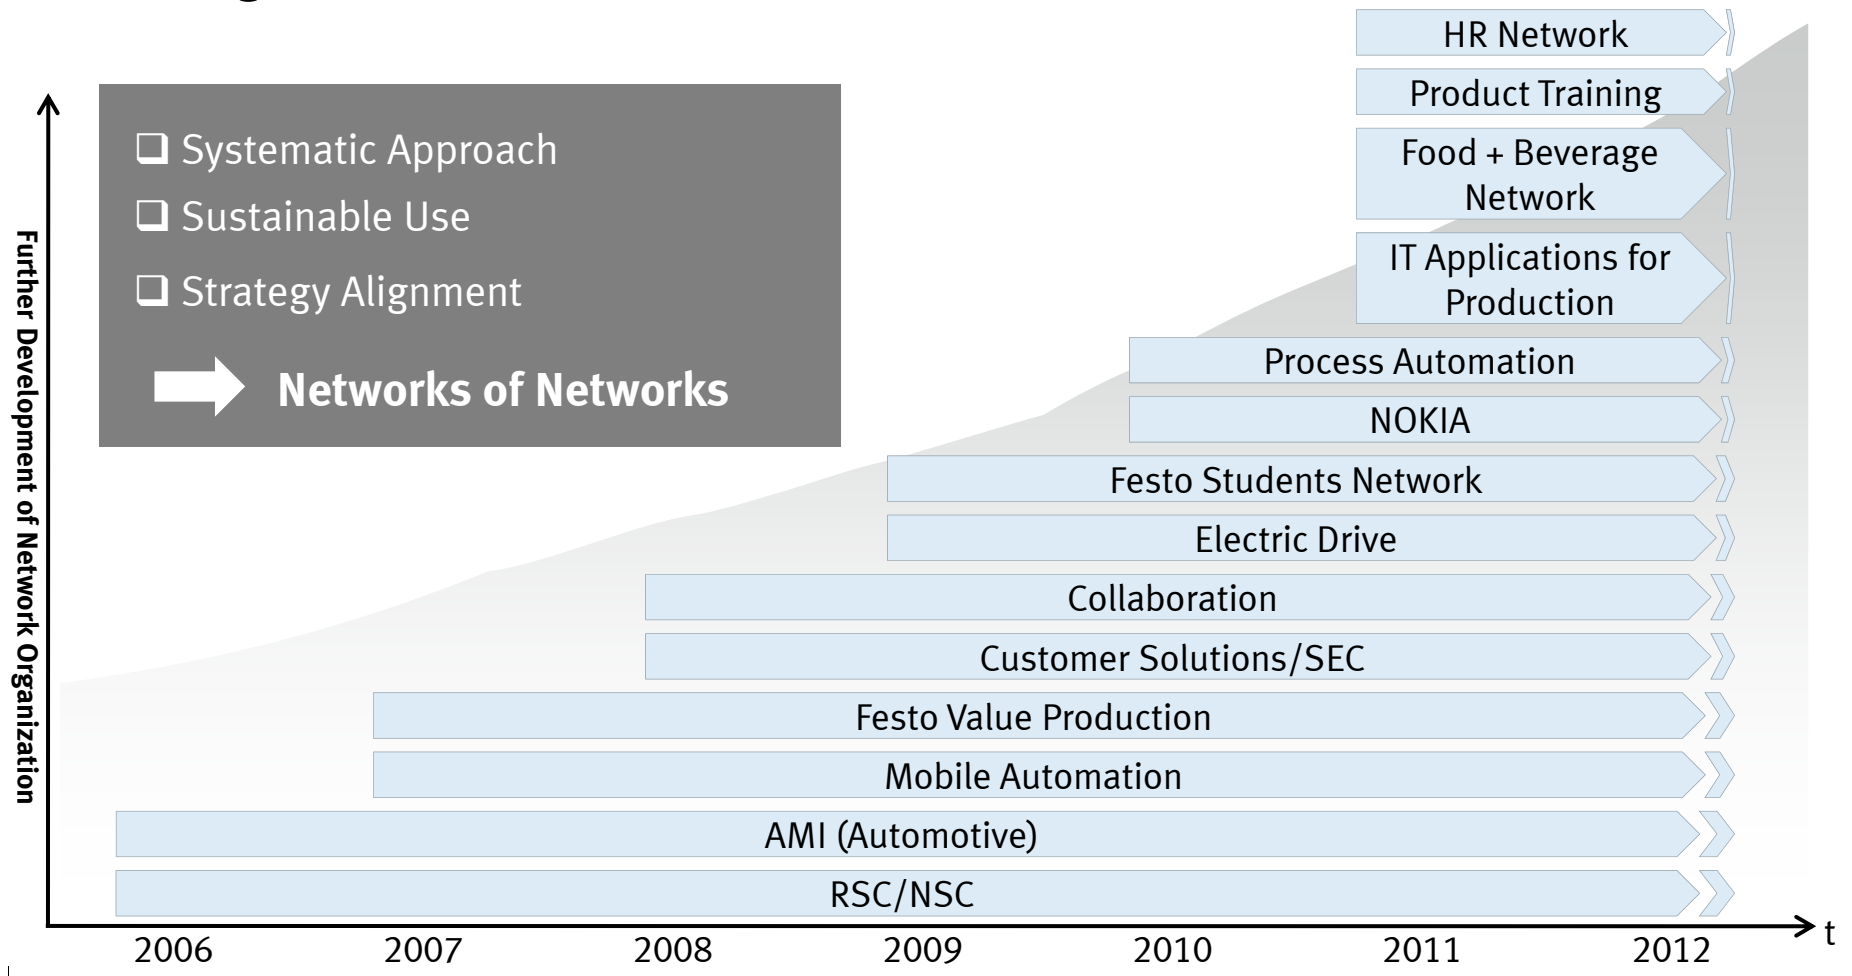 HR Network
Product Training
Food + Beverage
Network
IT Applications for
Production
Process Automation
NOKIA
Festo Students Network
Electric Drive
Collaboration
Customer Solutions/SEC
Festo Value Production
Mobile Automation
AMI (Automotive)
RSC/NSC
Systematic Approach
Sustainable Use
Strategy Alignment
Networks of Networks
Further Development of Network Organization
2006 2007 2008 2009 2010 2011 2012 t